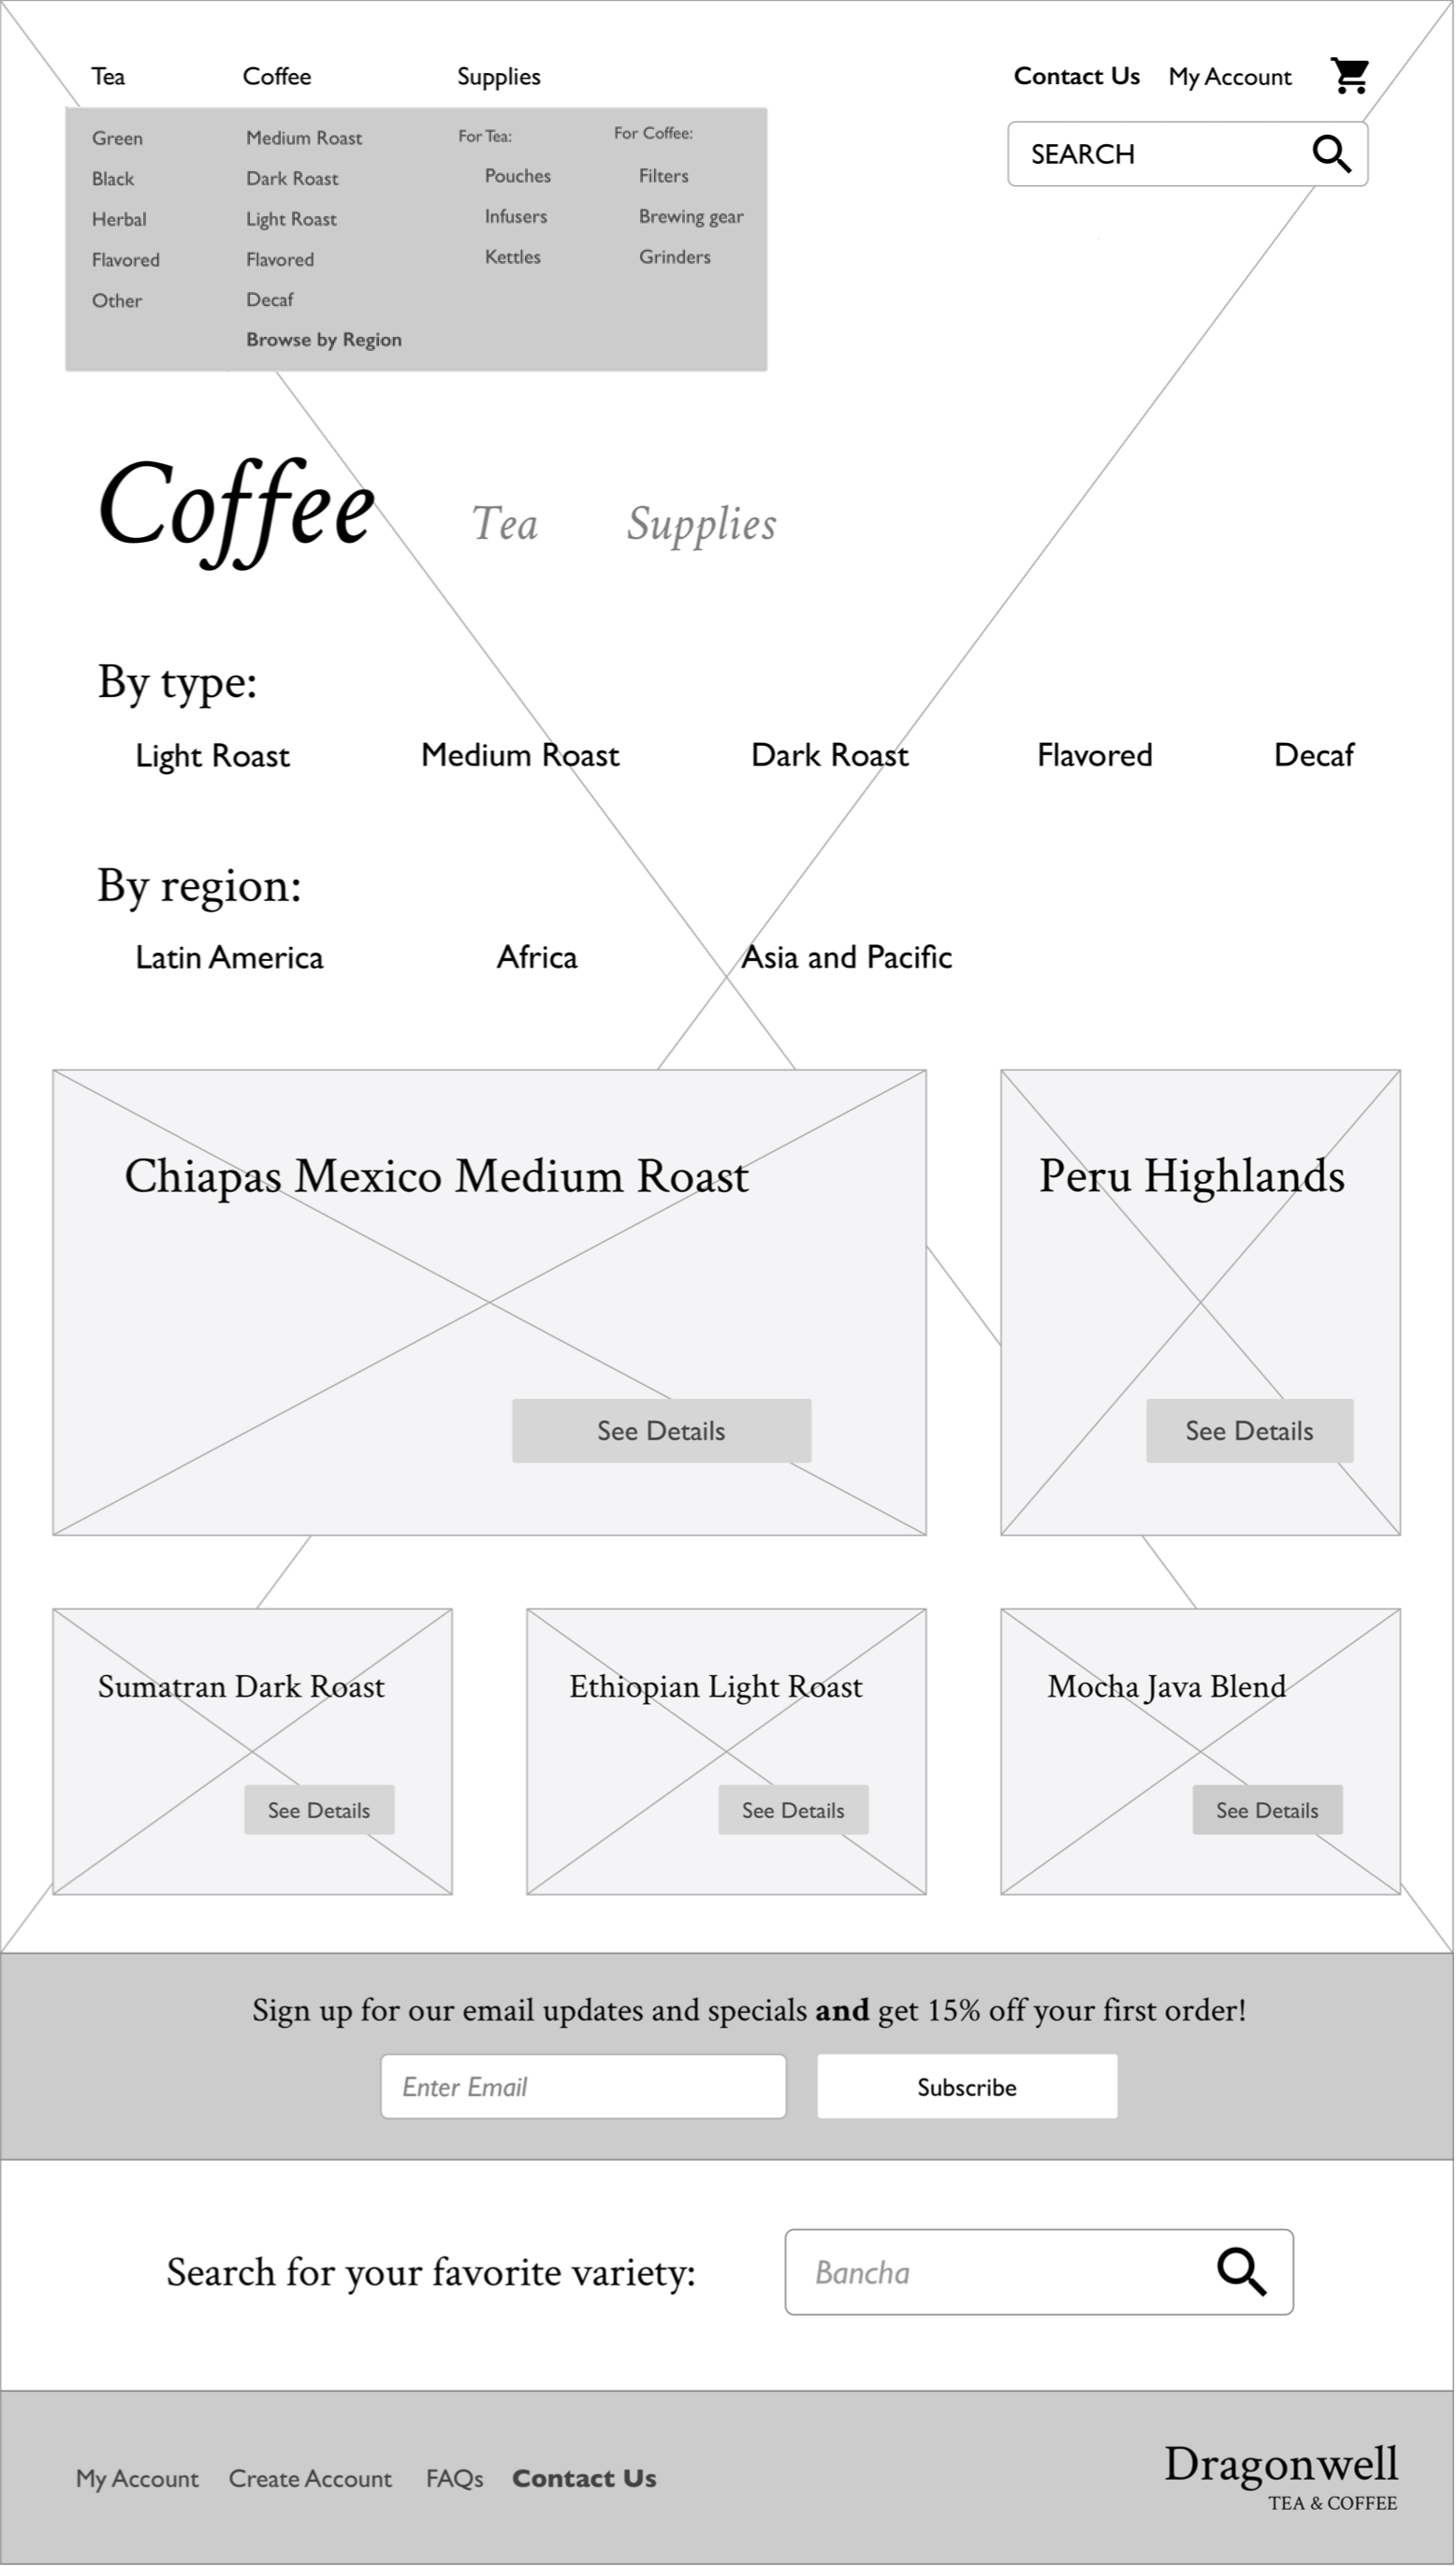 Tea Coffee Supplies Contact Us My Account
SEARCH
Green Medium Roast For Tea: For Coffee:
Black Dark Roast Pouches Filters
Herbal Light Roast Infusers Brewing gear
Flavored Flavored Kettles Grinders
Other Decaf
Browse by Region
Coffee Tea Supplies
By type:
Light Roast Medium Roast Dark Roast Flavored Decaf
By region:
Latin America Africa Asia and Pacific
Chiapas Mexico Medium Roast Peru Highlands
See Details See Details
Sumatran Dark Roast Ethiopian Light Roast Mocha Java Blend
See Details See Details See Details
Sign up for our email updates and specials and get 15% off your first order!
Enter Email Subscribe
Search for your favorite variety: Bancha
My Account Create Account FAQs Contact Us Dragonwell
TEA & COFFEE